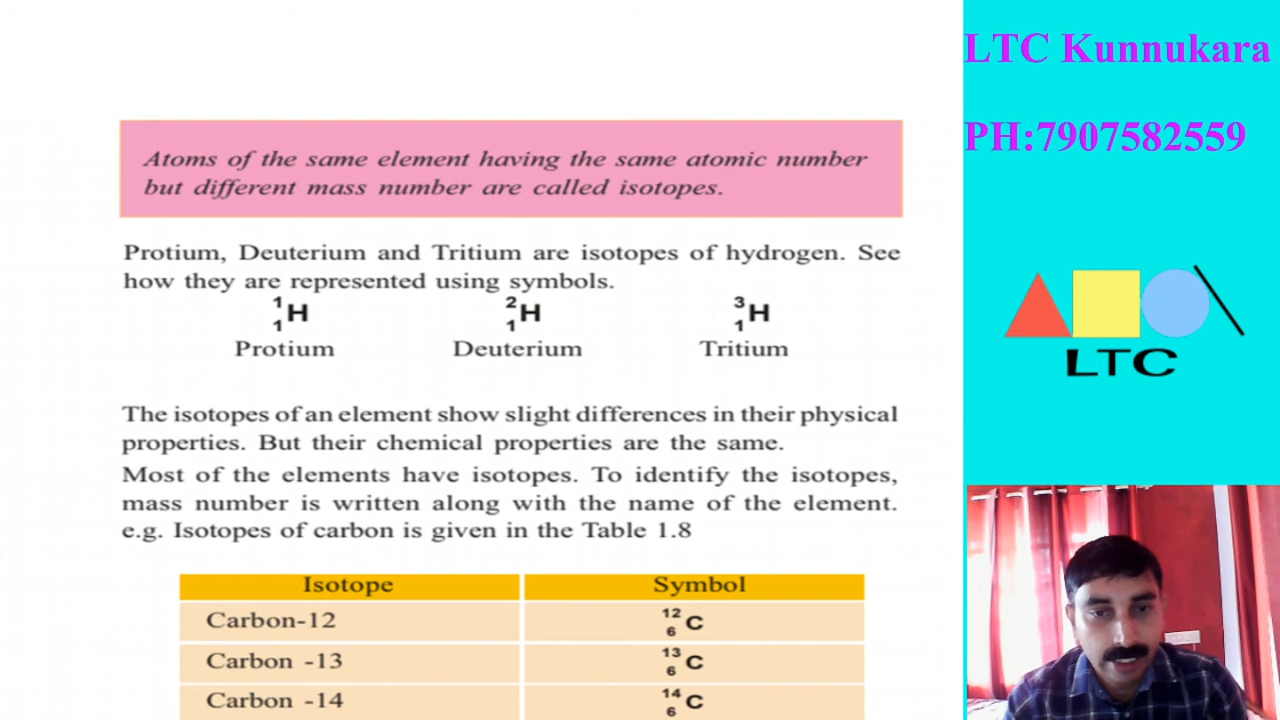 Atoms of the same element having the same atomic number
but different mass number are called isotopes.
Protium, Deuterium and Tritium are isotopes of hydrogen. See
how they are represented using symbols.
¹₁H ²₁H ³₁H
Protium Deuterium Tritium
The isotopes of an element show slight differences in their physical
properties. But their chemical properties are the same.
Most of the elements have isotopes. To identify the isotopes,
mass number is written along with the name of the element.
e.g. Isotopes of carbon is given in the Table 1.8
Isotope Symbol
Carbon-12 ¹²₆C
Carbon -13 ¹³₆C
Carbon -14 ¹⁴₆C
LTC Kunnukara
PH:7907582559
LTC